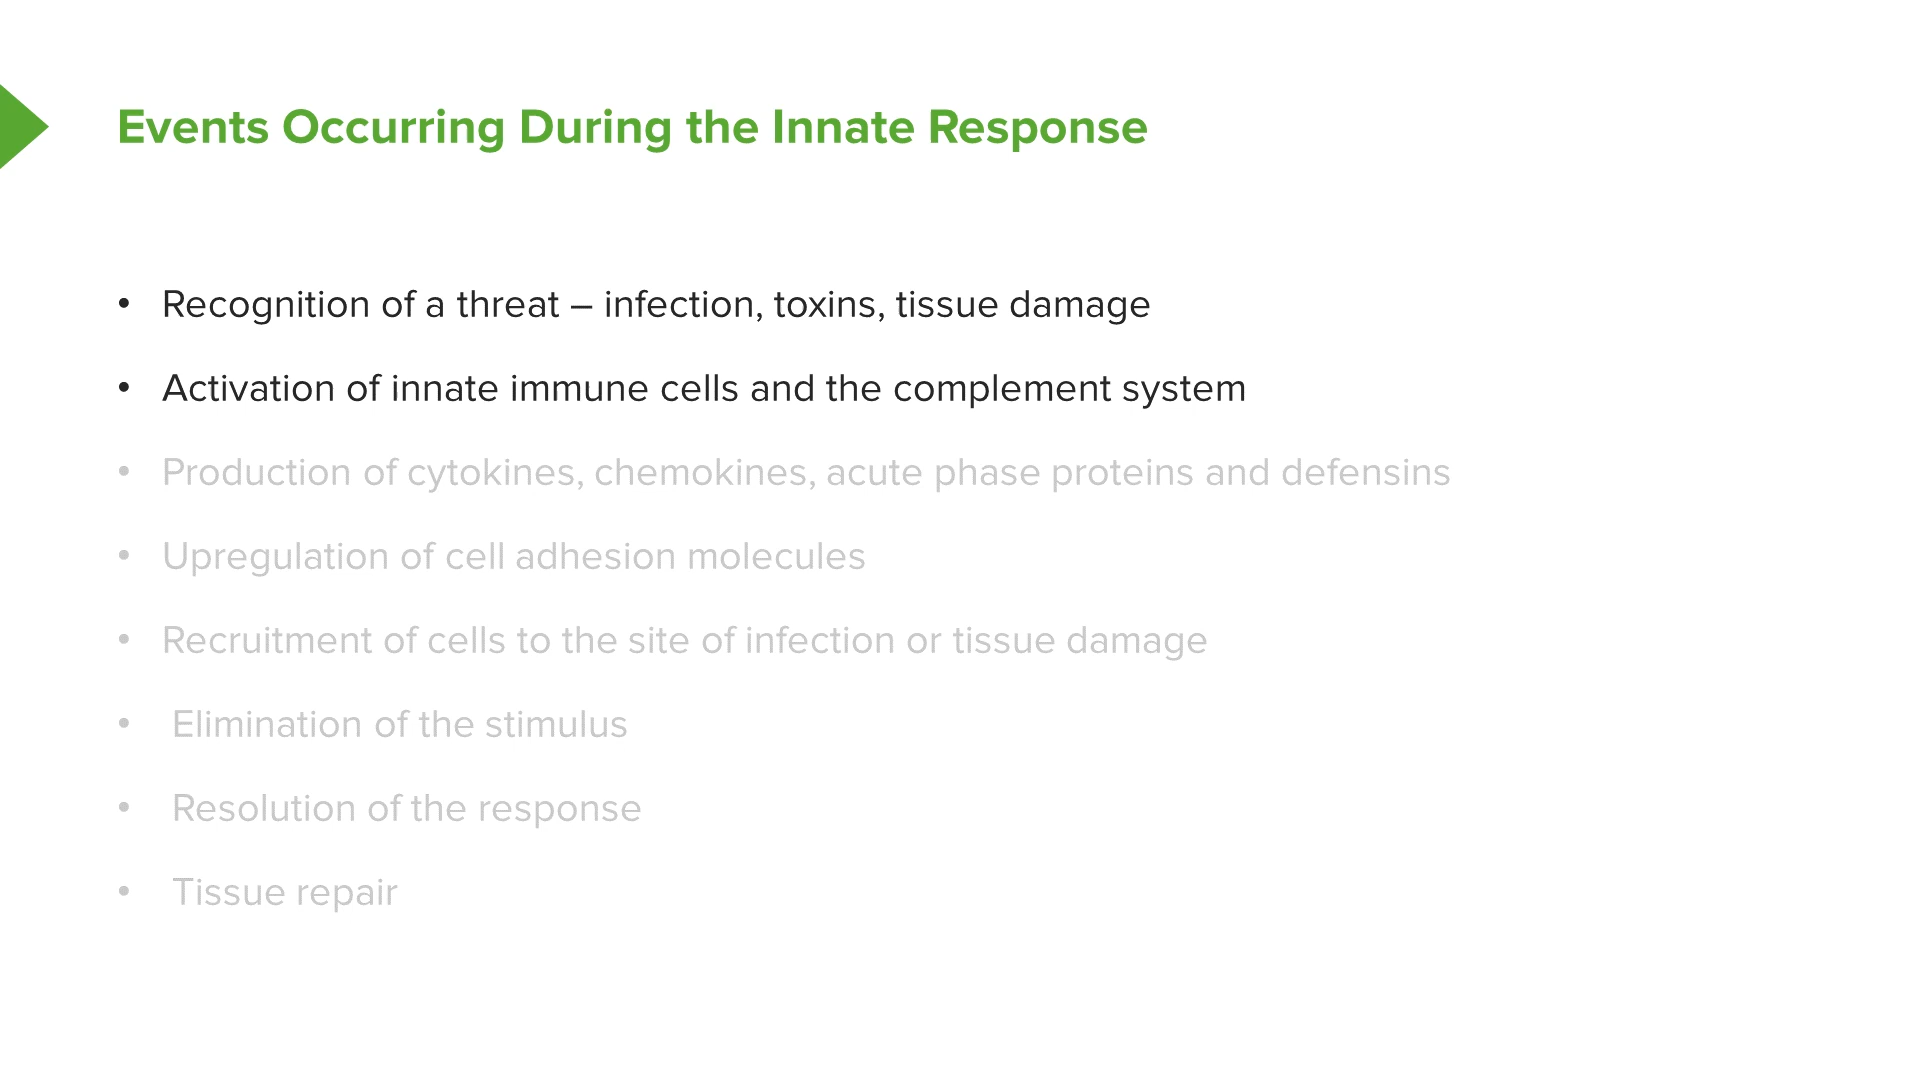 Events Occurring During the Innate Response
• Recognition of a threat – infection, toxins, tissue damage
• Activation of innate immune cells and the complement system
• Production of cytokines, chemokines, acute phase proteins and defensins
• Upregulation of cell adhesion molecules
• Recruitment of cells to the site of infection or tissue damage
• Elimination of the stimulus
• Resolution of the response
• Tissue repair